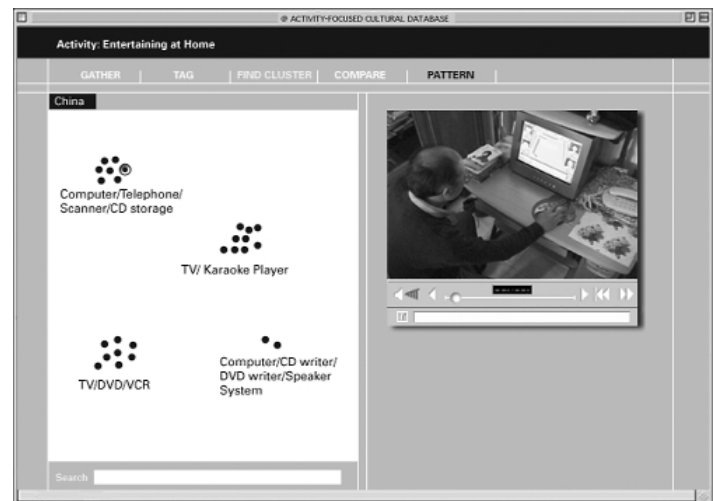 @ ACTIVITY-FOCUSED CULTURAL DATABASE
Activity: Entertaining at Home
GATHER | TAG | FIND CLUSTER | COMPARE | PATTERN |
China
Computer/Telephone/
Scanner/CD storage
TV/ Karaoke Player
TV/DVD/VCR
Computer/CD writer/
DVD writer/Speaker
System
Search